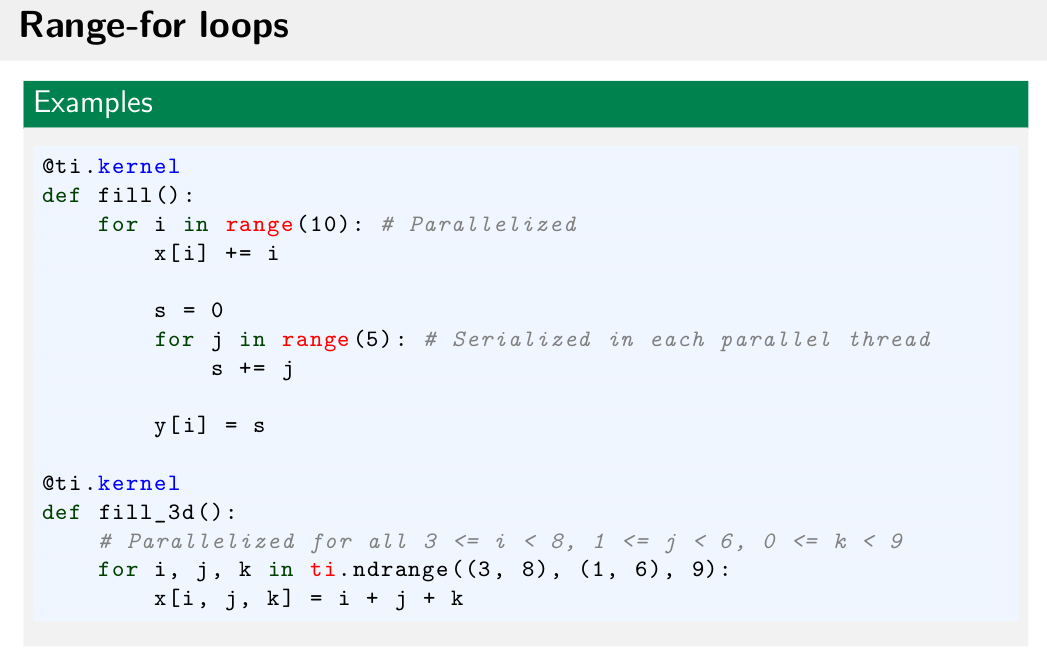 Range-for loops
Examples
@ti.kernel
def fill():
    for i in range(10): # Parallelized
        x[i] += i

        s = 0
        for j in range(5): # Serialized in each parallel thread
            s += j

        y[i] = s

@ti.kernel
def fill_3d():
    # Parallelized for all 3 <= i < 8, 1 <= j < 6, 0 <= k < 9
    for i, j, k in ti.ndrange((3, 8), (1, 6), 9):
        x[i, j, k] = i + j + k